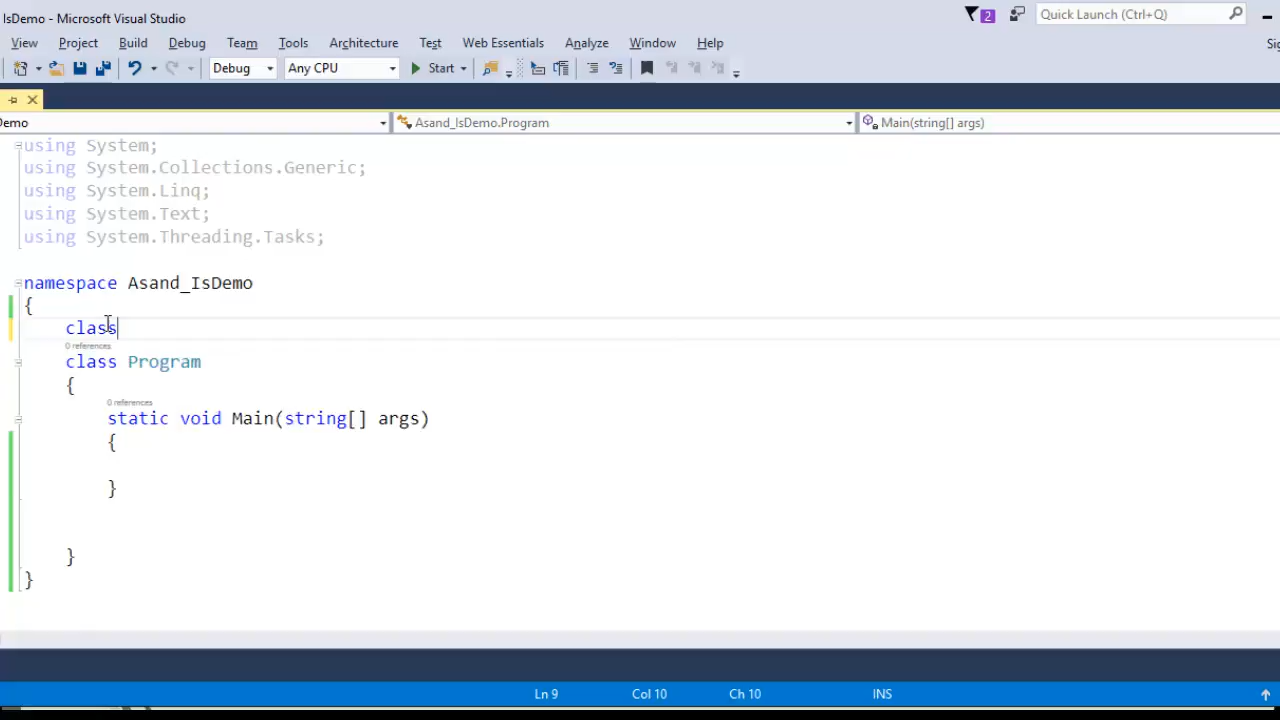 IsDemo - Microsoft Visual Studio
2
Quick Launch (Ctrl+Q)
View Project Build Debug Team Tools Architecture Test Web Essentials Analyze Window Help
Debug Any CPU Start
Asand_IsDemo.Program Main(string[] args)
using System;
using System.Collections.Generic;
using System.Linq;
using System.Text;
using System.Threading.Tasks;
namespace Asand_IsDemo
{
class
0 references
class Program
{
0 references
static void Main(string[] args)
{
}
}
}
Ln 9 Col 10 Ch 10 INS